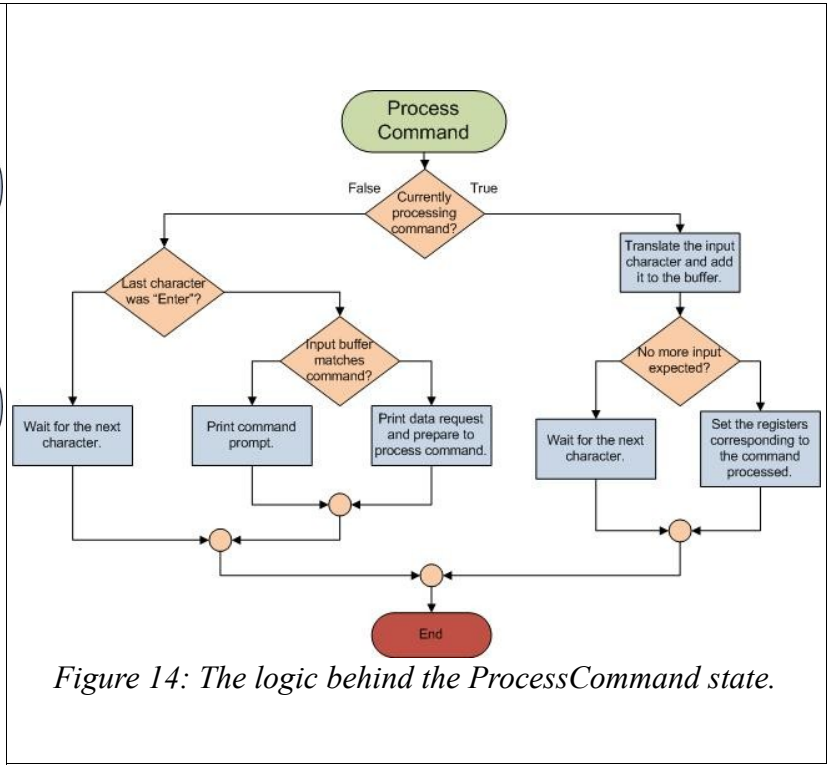 Process
Command
False
True
Currently
processing
command?
Translate the input
character and add
it to the buffer.
Last character
was "Enter"?
Input buffer
matches
command?
No more input
expected?
Wait for the next
character.
Print command
prompt.
Print data request
and prepare to
process command.
Wait for the next
character.
Set the registers
corresponding to
the command
processed.
End
Figure 14: The logic behind the ProcessCommand state.